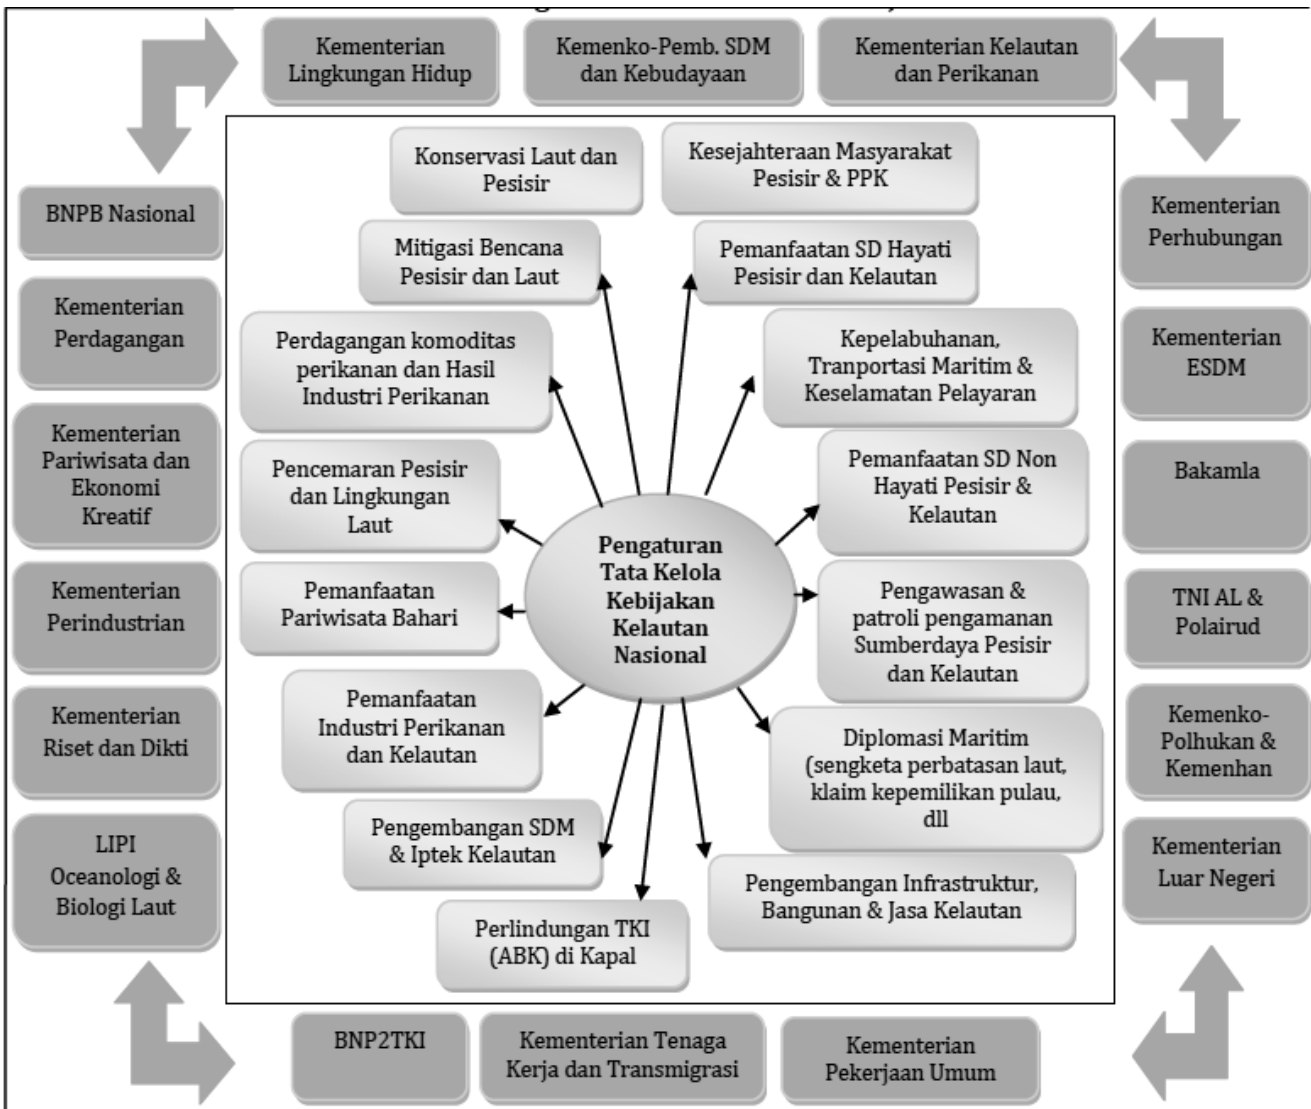 Kementerian
Lingkungan Hidup
Kemenko-Pemb. SDM
dan Kebudayaan
Kementerian Kelautan
dan Perikanan
BNPB Nasional
Kementerian
Perdagangan
Kementerian
Pariwisata dan
Ekonomi
Kreatif
Kementerian
Perindustrian
Kementerian
Riset dan Dikti
LIPI
Oceanologi &
Biologi Laut
Konservasi Laut dan
Pesisir
Kesejahteraan Masyarakat
Pesisir & PPK
Mitigasi Bencana
Pesisir dan Laut
Pemanfaatan SD Hayati
Pesisir dan Kelautan
Perdagangan komoditas
perikanan dan Hasil
Industri Perikanan
Kepelabuhanan,
Tranportasi Maritim &
Keselamatan Pelayaran
Pencemaran Pesisir
dan Lingkungan
Laut
Pemanfaatan SD Non
Hayati Pesisir &
Kelautan
Pengaturan
Tata Kelola
Kebijakan
Kelautan
Nasional
Pemanfaatan
Pariwisata Bahari
Pengawasan &
patroli pengamanan
Sumberdaya Pesisir
dan Kelautan
Pemanfaatan
Industri Perikanan
dan Kelautan
Diplomasi Maritim
(sengketa perbatasan laut,
klaim kepemilikan pulau,
dll
Pengembangan SDM
& Iptek Kelautan
Pengembangan Infrastruktur,
Bangunan & Jasa Kelautan
Perlindungan TKI
(ABK) di Kapal
Kementerian
Perhubungan
Kementerian
ESDM
Bakamla
TNI AL &
Polairud
Kemenko-
Polhukan &
Kemenhan
Kementerian
Luar Negeri
BNP2TKI
Kementerian Tenaga
Kerja dan Transmigrasi
Kementerian
Pekerjaan Umum